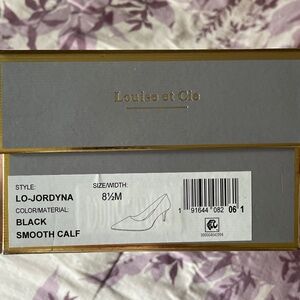 Louise et Cie
STYLE: SIZE/WIDTH:
LO-JORDYNA 8½M
COLOR/MATERIAL:
BLACK
SMOOTH CALF
1 91644 082 06 1